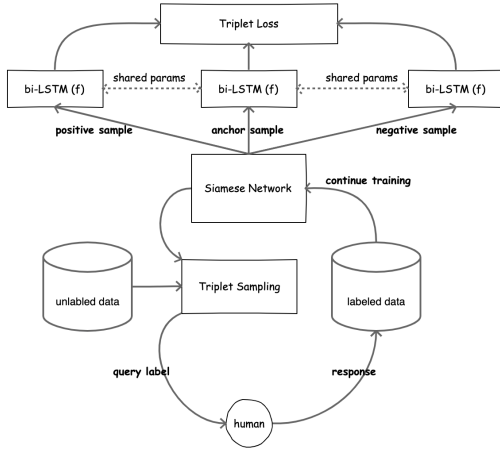 Triplet Loss
bi-LSTM (f)
shared params
bi-LSTM (f)
shared params
bi-LSTM (f)
positive sample
anchor sample
negative sample
Siamese Network
continue training
unlabled data
Triplet Sampling
labeled data
query label
response
human